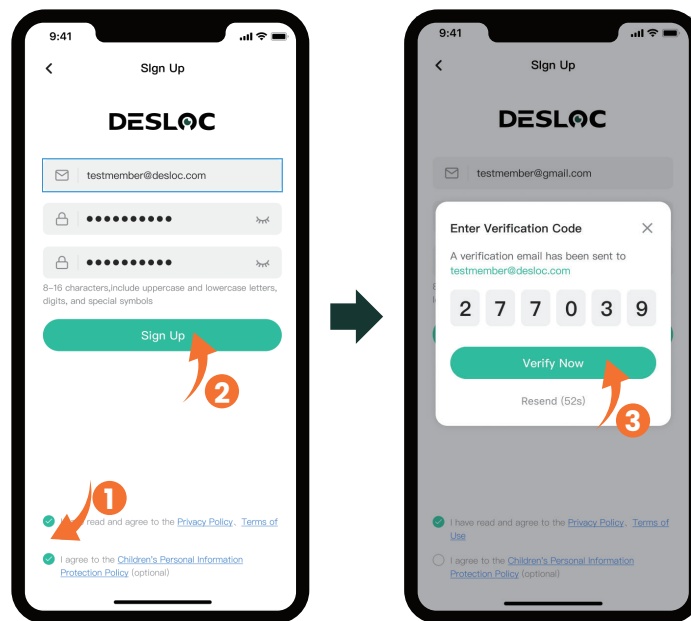 9:41
SIgn Up
DESLOC
testmember@desloc.com
8–16 characters,include uppercase and lowercase letters,
digits, and special symbols
Sign Up
2
1
read and agree to the Privacy Policy、Terms of
I agree to the Children's Personal Information
Protection Policy (optional)
9:41
SIgn Up
DESLOC
testmember@gmail.com
Enter Verification Code
A verification email has been sent to
testmember@desloc.com
2 7 7 0 3 9
Verify Now
Resend (52s)
3
I have read and agree to the Privacy Policy、Terms of
Use
I agree to the Children's Personal Information
Protection Policy (optional)